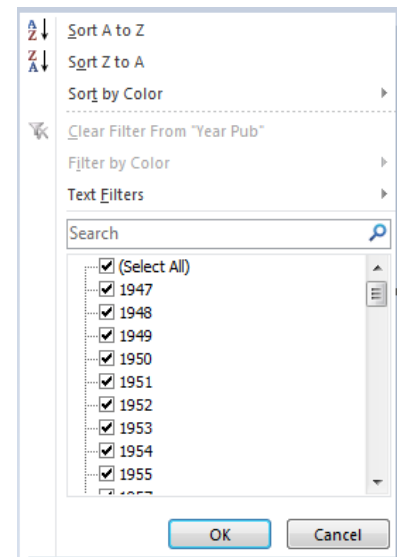 Sort A to Z
Sort Z to A
Sort by Color
Clear Filter From "Year Pub"
Filter by Color
Text Filters
Search
(Select All)
1947
1948
1949
1950
1951
1952
1953
1954
1955
OK Cancel